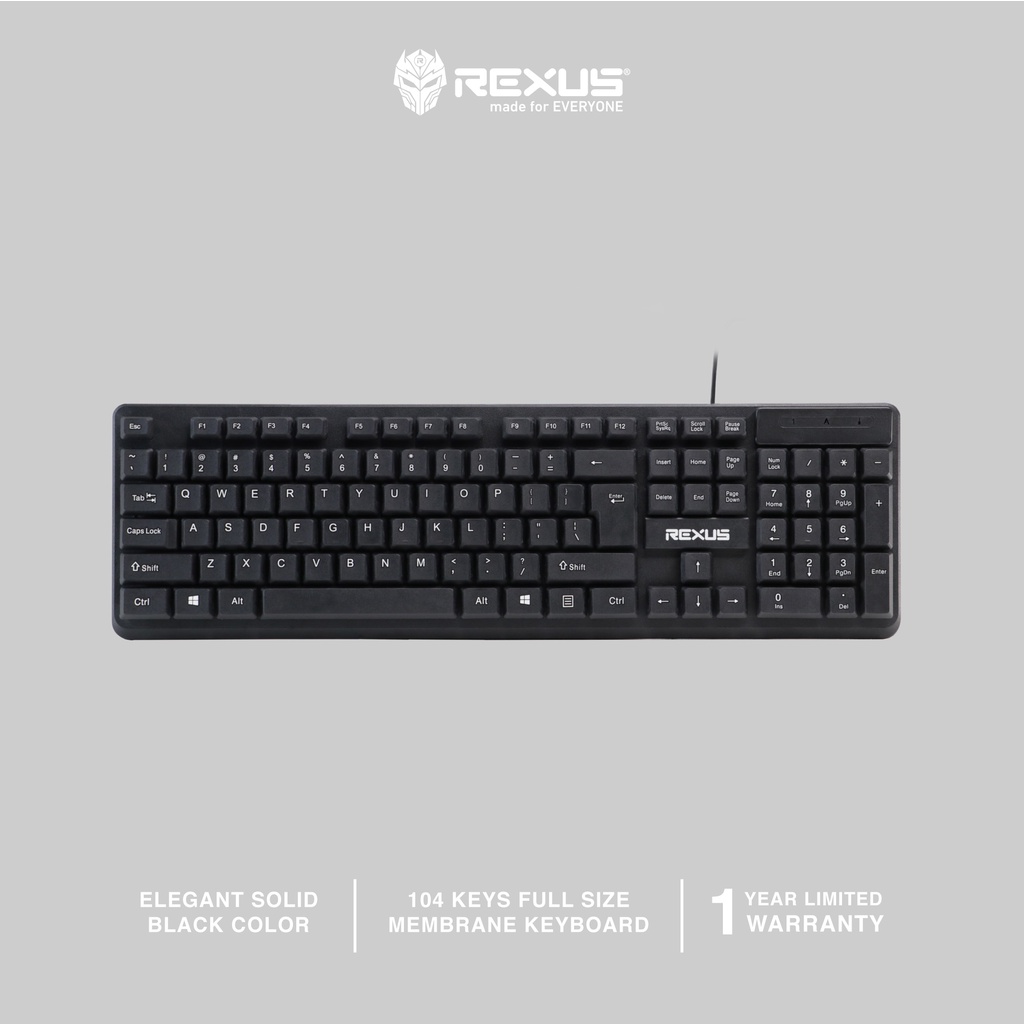 REXUS®
made for EVERYONE
Esc F1 F2 F3 F4 F5 F6 F7 F8 F9 F10 F11 F12 PrtSc SysRq Scroll Lock Pause Break
~ ` ! 1 @ 2 # 3 $ 4 % 5 ^ 6 & 7 * 8 ( 9 ) 0 _ - + = ← Insert Home Page Up Num Lock / * -
Tab Q W E R T Y U I O P { [ } ] Enter Delete End Page Down 7 Home 8 ↑ 9 PgUp +
Caps Lock A S D F G H J K L : ; " ' | \ REXUS 4 ← 5 6 →
⇧ Shift Z X C V B N M < , > . ? / ⇧ Shift ↑ 1 End 2 ↓ 3 PgDn Enter
Ctrl Alt Alt Ctrl ← ↓ → 0 Ins . Del
ELEGANT SOLID
BLACK COLOR
104 KEYS FULL SIZE
MEMBRANE KEYBOARD
1 YEAR LIMITED
WARRANTY